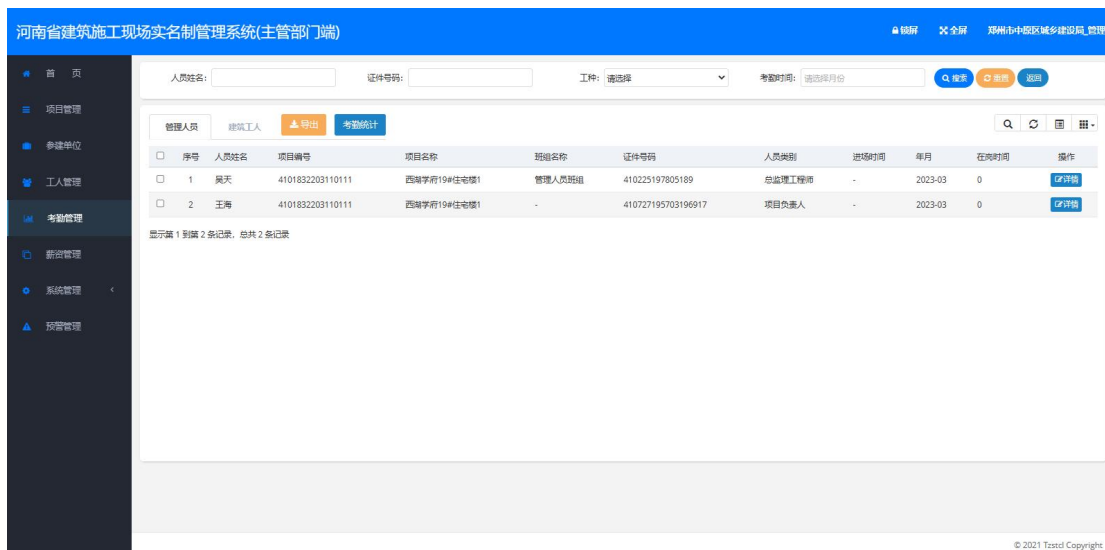 河南省建筑施工现场实名制管理系统(主管部门端) 锁屏 全屏 郑州市中原区城乡建设局_管理
首 页
项目管理
参建单位
工人管理
考勤管理
薪资管理
系统管理
预警管理
人员姓名: 证件号码: 工种: 请选择 考勤时间: 请选择月份 搜索 重置 返回
管理人员 建筑工人 导出 考勤统计
序号 人员姓名 项目编号 项目名称 班组名称 证件号码 人员类别 进场时间 年月 在岗时间 操作
1 吴天 4101832203110111 西湖学府19#住宅楼1 管理人员班组 410225197805189 总监理工程师 - 2023-03 0 详情
2 王海 4101832203110111 西湖学府19#住宅楼1 - 410727195703196917 项目负责人 - 2023-03 0 详情
显示第 1 到第 2 条记录，总共 2 条记录
© 2021 Tzstcl Copyright